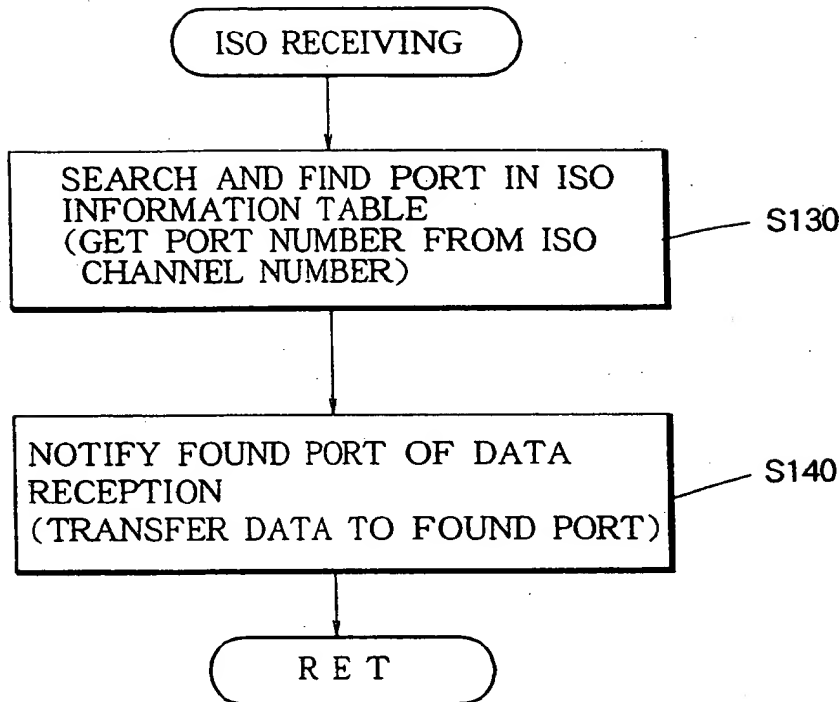 ISO RECEIVING
SEARCH AND FIND PORT IN ISO
INFORMATION TABLE
(GET PORT NUMBER FROM ISO
CHANNEL NUMBER)
S130
NOTIFY FOUND PORT OF DATA
RECEPTION
(TRANSFER DATA TO FOUND PORT)
S140
RET